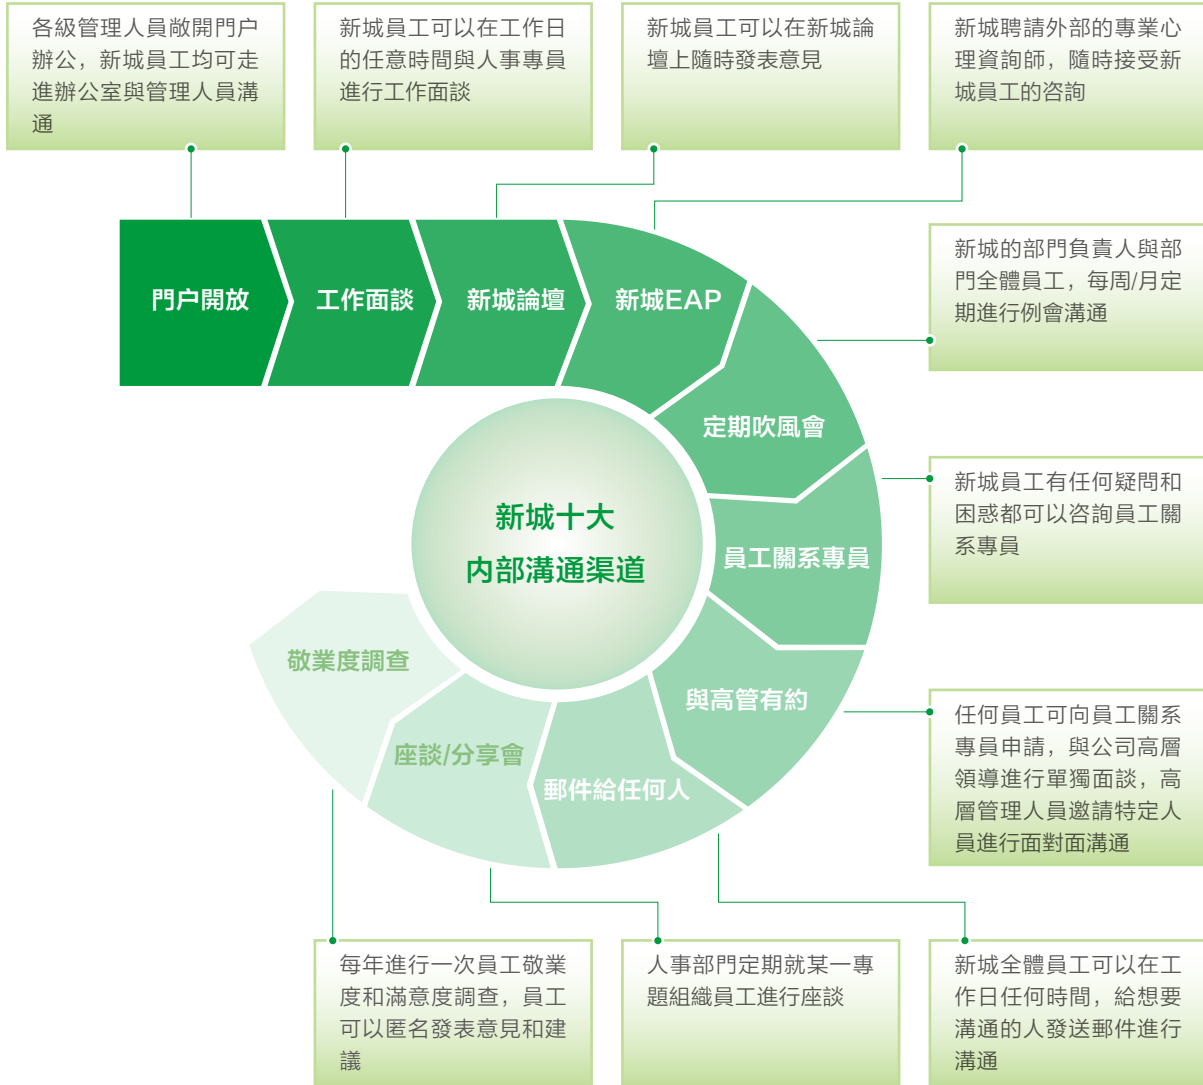 各級管理人員敞開門户
辦公，新城員工均可走
進辦公室與管理人員溝
通
新城員工可以在工作日
的任意時間與人事專員
進行工作面談
新城員工可以在新城論
壇上隨時發表意見
新城聘請外部的專業心
理資詢師，隨時接受新
城員工的咨詢
門户開放
工作面談
新城論壇
新城EAP
新城的部門負責人與部
門全體員工，每周/月定
期進行例會溝通
定期吹風會
新城員工有任何疑問和
困惑都可以咨詢員工關
系專員
員工關系專員
新城十大
内部溝通渠道
任何員工可向員工關系
專員申請，與公司高層
領導進行單獨面談，高
層管理人員邀請特定人
員進行面對面溝通
與高管有約
郵件給任何人
座談/分享會
敬業度調查
每年進行一次員工敬業
度和滿意度調查，員工
可以匿名發表意見和建
議
人事部門定期就某一專
題組織員工進行座談
新城全體員工可以在工
作日任何時間，給想要
溝通的人發送郵件進行
溝通